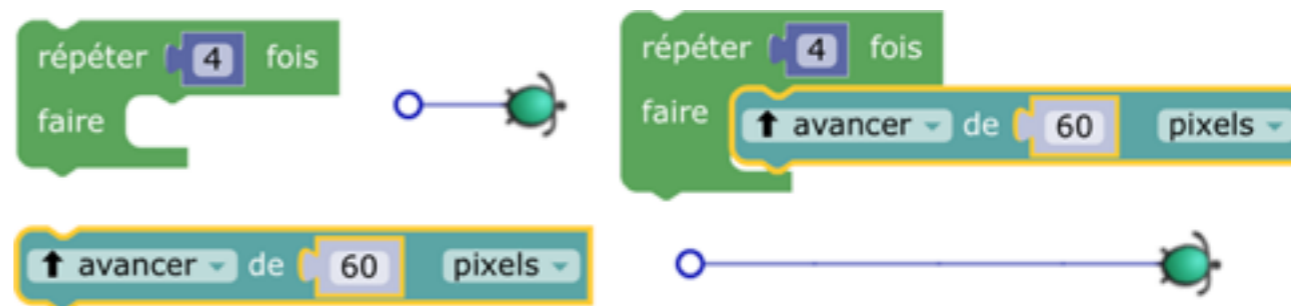 répéter 4 fois
faire
↑ avancer de 60 pixels
répéter 4 fois
faire ↑ avancer de 60 pixels